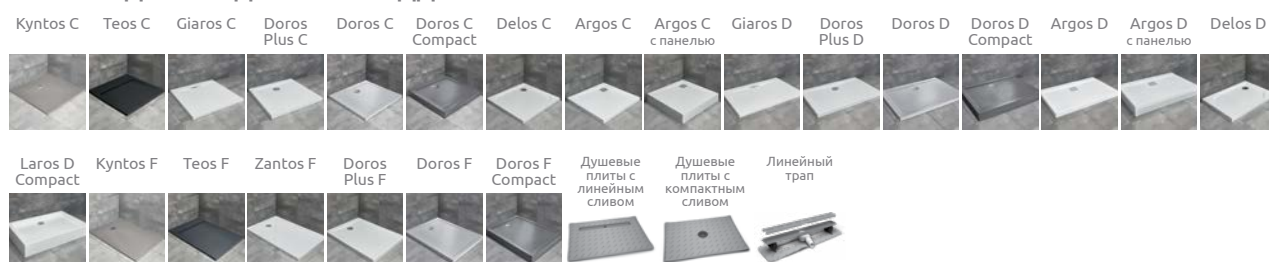 Kyntos C
Teos C
Giaros C
Doros
Plus C
Doros C
Doros C
Compact
Delos C
Argos C
Argos C
с панелью
Giaros D
Doros
Plus D
Doros D
Doros D
Compact
Argos D
Argos D
с панелью
Delos D
Laros D
Compact
Kyntos F
Teos F
Zantos F
Doros
Plus F
Doros F
Doros F
Compact
Душевые
плиты с
линейным
сливом
Душевые
плиты с
компактным
сливом
Линейный
трап